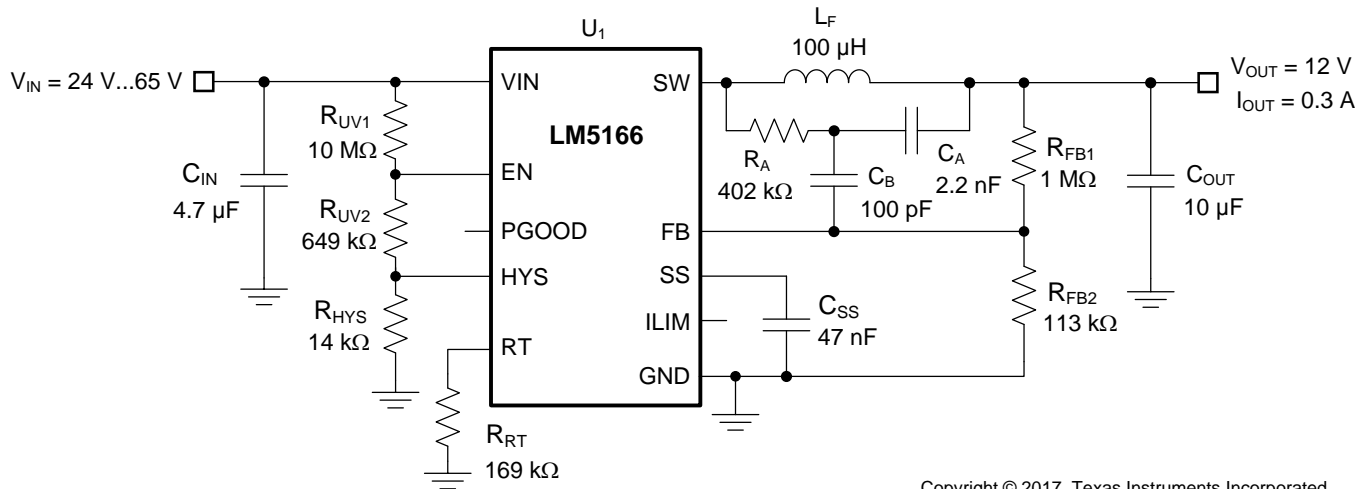 U1
LF
100 µH
VIN = 24 V...65 V
VIN
SW
VOUT = 12 V
IOUT = 0.3 A
LM5166
RUV1
10 MΩ
RA
402 kΩ
CA
2.2 nF
CB
100 pF
RFB1
1 MΩ
CIN
4.7 µF
EN
COUT
10 µF
RUV2
649 kΩ
PGOOD
FB
HYS
SS
RHYS
14 kΩ
ILIM
CSS
47 nF
RFB2
113 kΩ
RT
GND
RRT
169 kΩ
Copyright © 2017, Texas Instruments Incorporated